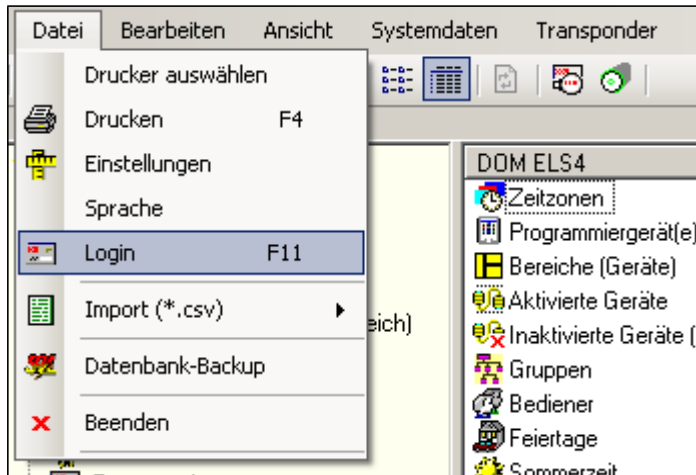 Datei Bearbeiten Ansicht Systemdaten Transponder
Drucker auswählen
Drucken F4
Einstellungen
Sprache
Login F11
Import (*.csv)
Datenbank-Backup
Beenden
eich)
DOM ELS4
Zeitzonen
Programmiergerät(e)
Bereiche (Geräte)
Aktivierte Geräte
Inaktivierte Geräte (
Gruppen
Bediener
Feiertage
Sommerzeit